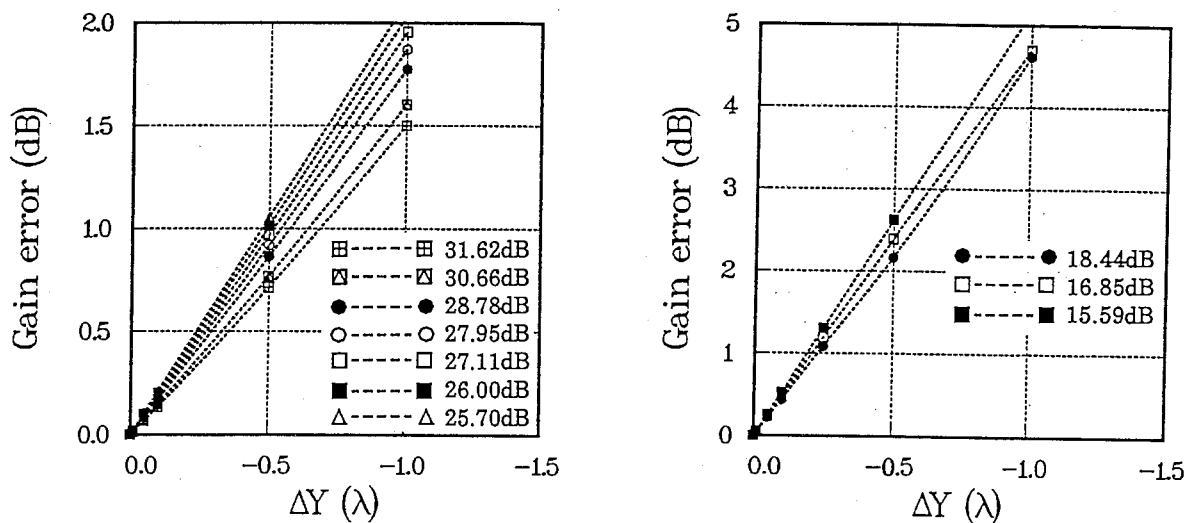 Gain error (dB)
2.0
1.5
1.0
0.5
0.0
0.0 -0.5 -1.0 -1.5
ΔY (λ)
31.62dB
30.66dB
28.78dB
27.95dB
27.11dB
26.00dB
25.70dB
Gain error (dB)
5
4
3
2
1
0
0.0 -0.5 -1.0 -1.5
ΔY (λ)
18.44dB
16.85dB
15.59dB